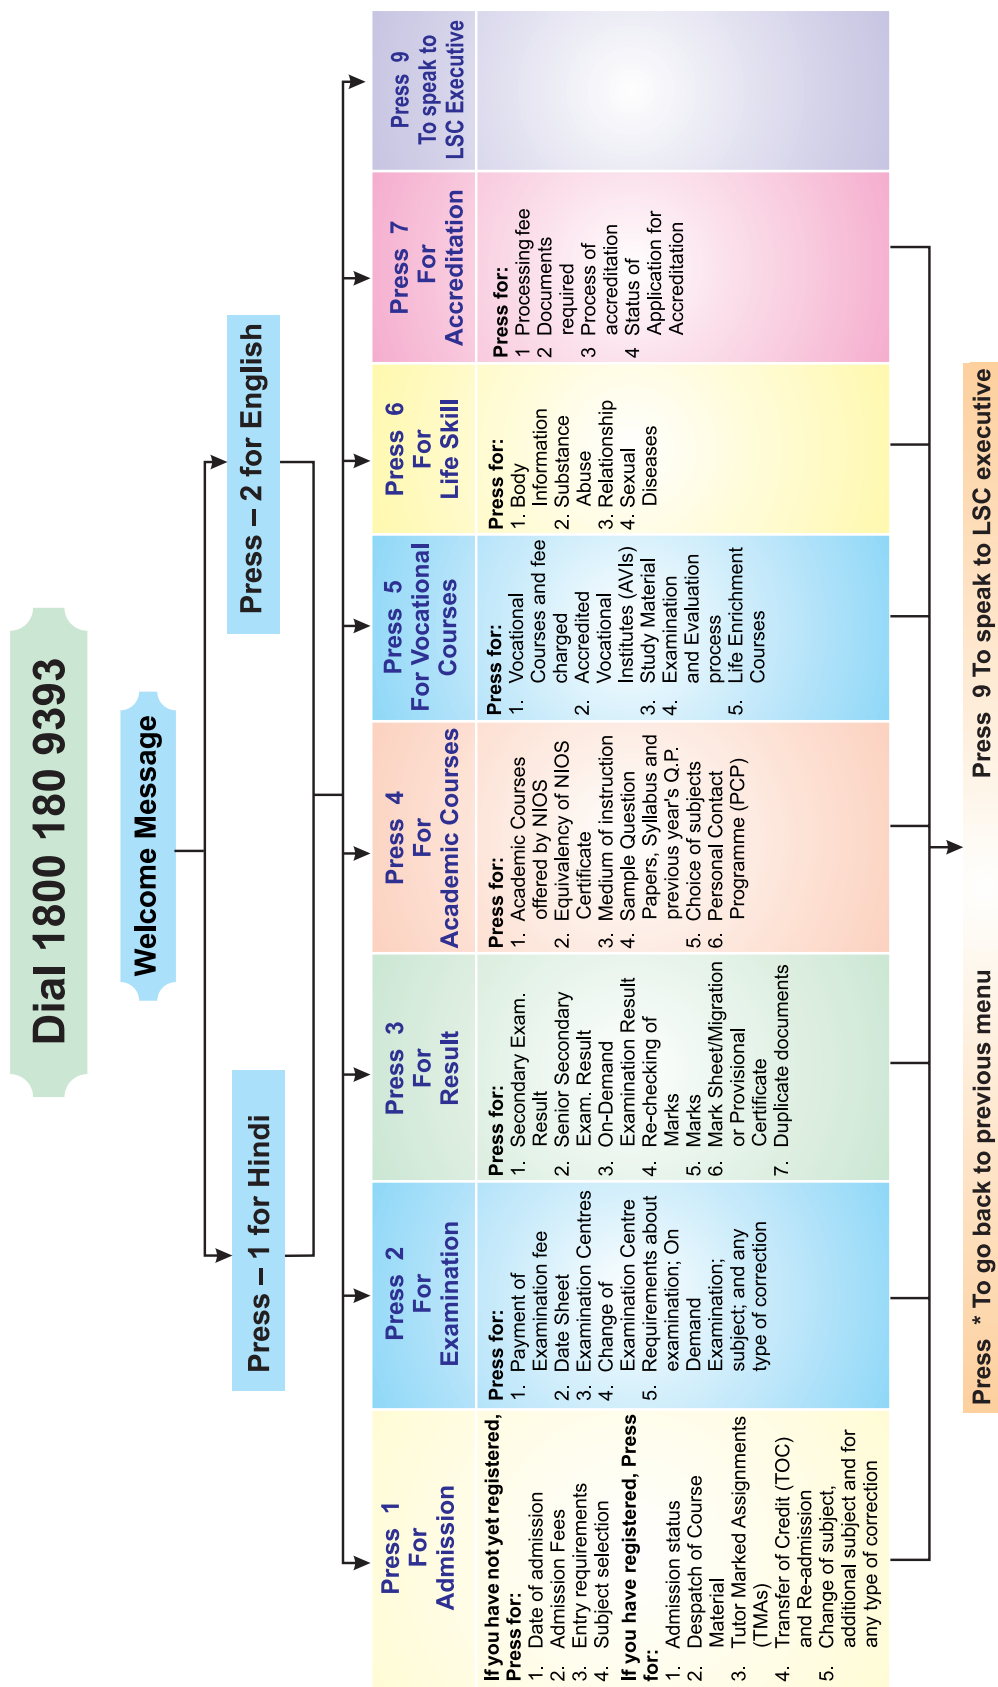 Dial 1800 180 9393
Welcome Message
Press – 1 for Hindi
Press – 2 for English
Press 1
For
Admission
If you have not yet registered,
Press for:
1. Date of admission
2. Admission Fees
3. Entry requirements
4. Subject selection
If you have registered, Press
for:
1. Admission status
2. Despatch of Course
Material
3. Tutor Marked Assignments
(TMAs)
4. Transfer of Credit (TOC)
and Re-admission
5. Change of subject,
additional subject and for
any type of correction
Press 2
For
Examination
Press for:
1. Payment of
Examination fee
2. Date Sheet
3. Examination Centres
4. Change of
Examination Centre
5. Requirements about
examination; On
Demand
Examination;
subject; and any
type of correction
Press 3
For
Result
Press for:
1. Secondary Exam.
Result
2. Senior Secondary
Exam. Result
3. On-Demand
Examination Result
4. Re-checking of
Marks
5. Marks
6. Mark Sheet/Migration
or Provisional
Certificate
7. Duplicate documents
Press 4
For
Academic Courses
Press for:
1. Academic Courses
offered by NIOS
2. Equivalency of NIOS
Certificate
3. Medium of instruction
4. Sample Question
Papers, Syllabus and
previous year's Q.P.
5. Choice of subjects
6. Personal Contact
Programme (PCP)
Press 5
For Vocational
Courses
Press for:
1. Vocational
Courses and fee
charged
2. Accredited
Vocational
Institutes (AVIs)
3. Study Material
4. Examination
and Evaluation
process
5. Life Enrichment
Courses
Press 6
For
Life Skill
Press for:
1. Body
Information
2. Substance
Abuse
3. Relationship
4. Sexual
Diseases
Press 7
For
Accreditation
Press for:
1 Processing fee
2 Documents
required
3 Process of
accreditation
4 Status of
Application for
Accreditation
Press 9
To speak to
LSC Executive
Press * To go back to previous menu
Press 9 To speak to LSC executive